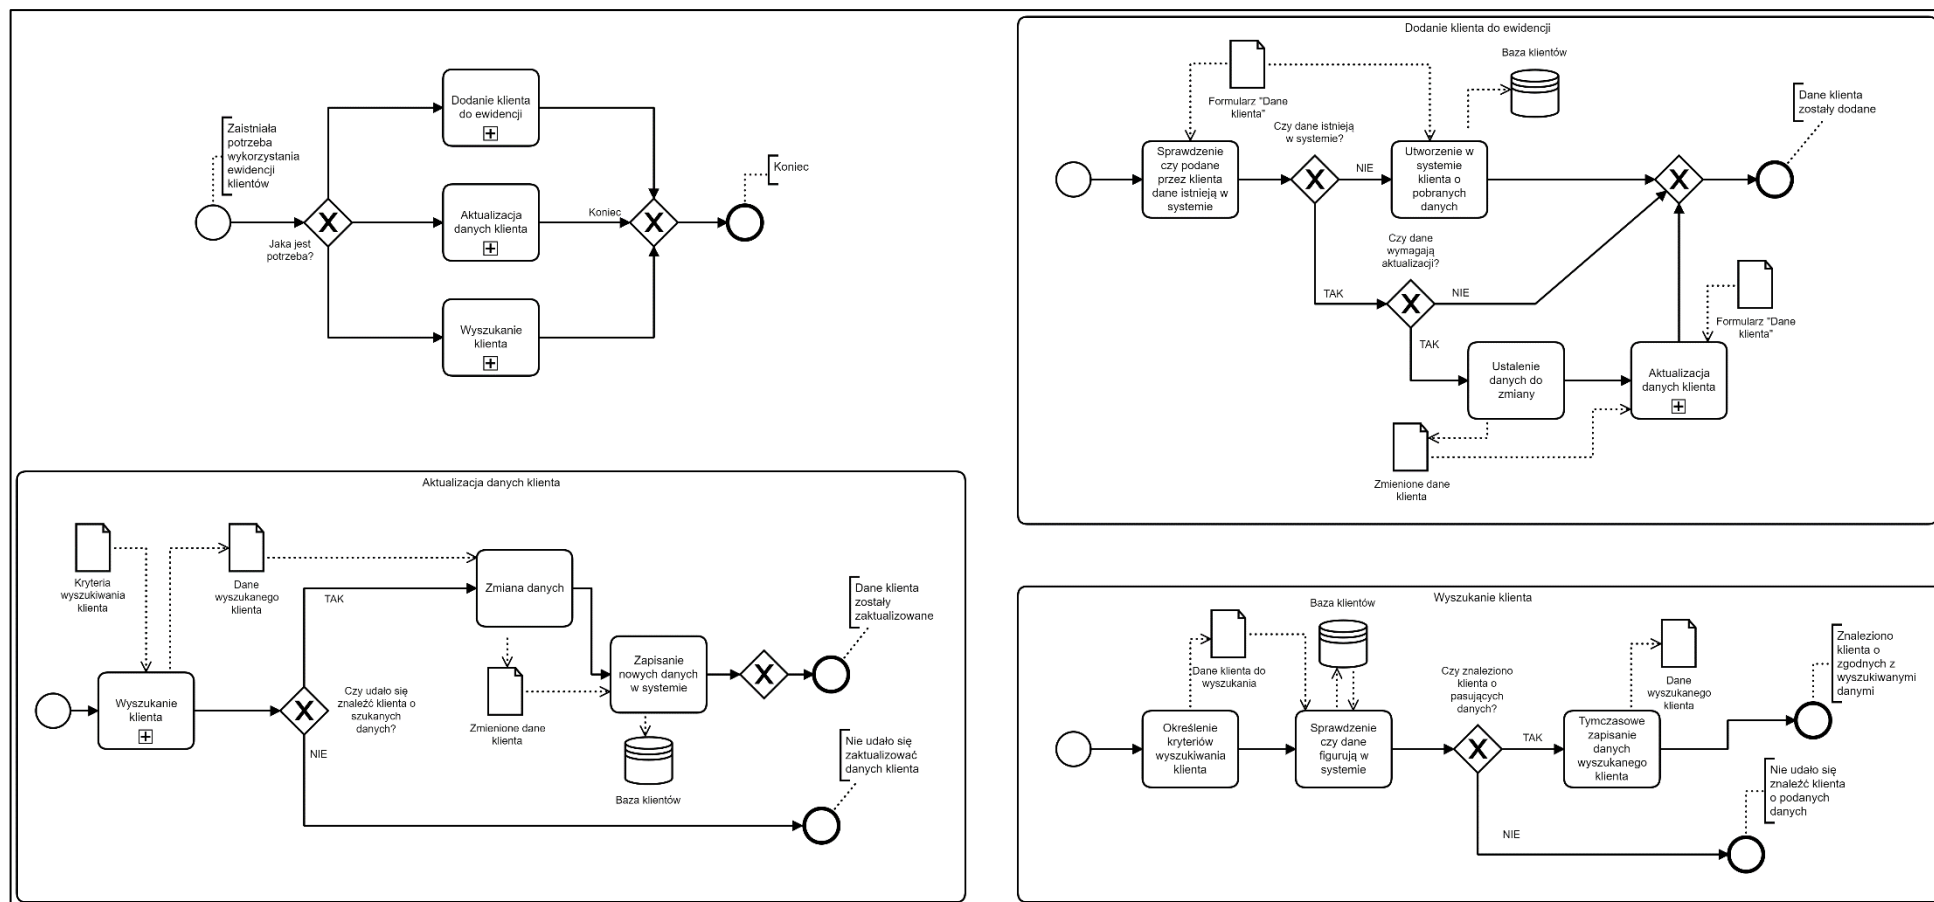 Zaistniała
potrzeba
wykorzystania
ewidencji
klientów
Jaka jest
potrzeba?
Dodanie klienta
do ewidencji
Aktualizacja
danych klienta
Wyszukanie
klienta
Koniec
Koniec
Dodanie klienta do ewidencji
Formularz "Dane
klienta"
Baza klientów
Dane klienta
zostały dodane
Sprawdzenie
czy podane
przez klienta
dane istnieją w
systemie
Czy dane istnieją
w systemie?
NIE
Utworzenie w
systemie
klienta o
pobranych
danych
Czy dane
wymagają
aktualizacji?
TAK
NIE
TAK
Formularz "Dane
klienta"
Ustalenie
danych do
zmiany
Aktualizacja
danych klienta
Zmienione dane
klienta
Aktualizacja danych klienta
Kryteria
wyszukiwania
klienta
Dane
wyszukanego
klienta
TAK
Zmiana danych
Dane klienta
zostały
zaktualizowane
Wyszukanie
klienta
Czy udało się
znaleźć klienta o
szukanych
danych?
NIE
Zmienione dane
klienta
Zapisanie
nowych danych
w systemie
Baza klientów
Nie udało się
zaktualizować
danych klienta
Wyszukanie klienta
Dane klienta do
wyszukania
Baza klientów
Czy znaleziono
klienta o
pasujących
danych?
Dane
wyszukanego
klienta
Znaleziono
klienta o
zgodnych z
wyszukiwanymi
danymi
Określenie
kryteriów
wyszukiwania
klienta
Sprawdzenie
czy dane
figurują w
systemie
TAK
Tymczasowe
zapisanie
danych
wyszukanego
klienta
NIE
Nie udało się
znaleźć klienta
o podanych
danych